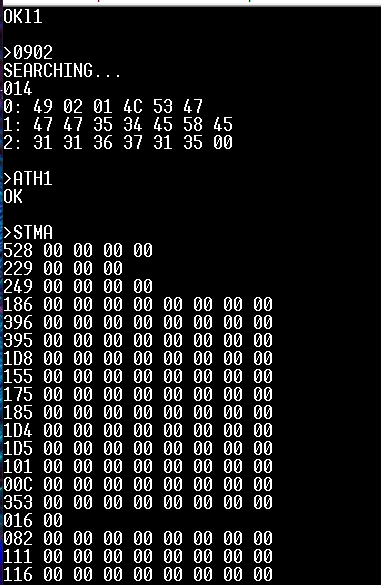 OKl1
>0902
SEARCHING...
014
0: 49 02 01 4C 53 47
1: 47 47 35 34 45 58 45
2: 31 31 36 37 31 35 00
>ATH1
OK
>STMA
528 00 00 00 00
229 00 00 00
249 00 00 00 00
186 00 00 00 00 00 00 00 00
396 00 00 00 00 00 00 00 00
395 00 00 00 00 00 00 00 00
1D8 00 00 00 00 00 00 00 00
155 00 00 00 00 00 00 00 00
175 00 00 00 00 00 00 00 00
185 00 00 00 00 00 00 00 00
1D4 00 00 00 00 00 00 00 00
1D5 00 00 00 00 00 00 00 00
101 00 00 00 00 00 00 00 00
00C 00 00 00 00 00 00 00 00
353 00 00 00 00 00 00 00 00
016 00
082 00 00 00 00 00 00 00 00
111 00 00 00 00 00 00 00 00
116 00 00 00 00 00 00 00 00